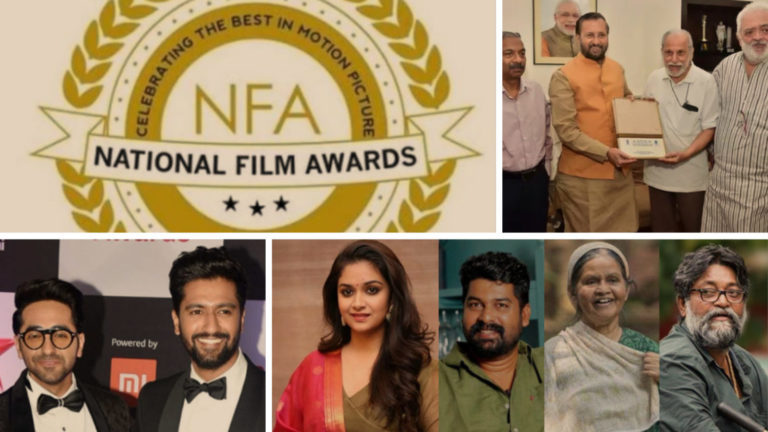 CELEBRATING THE BEST IN MOTION PICTURE
NFA
NATIONAL FILM AWARDS
Powered by
MI